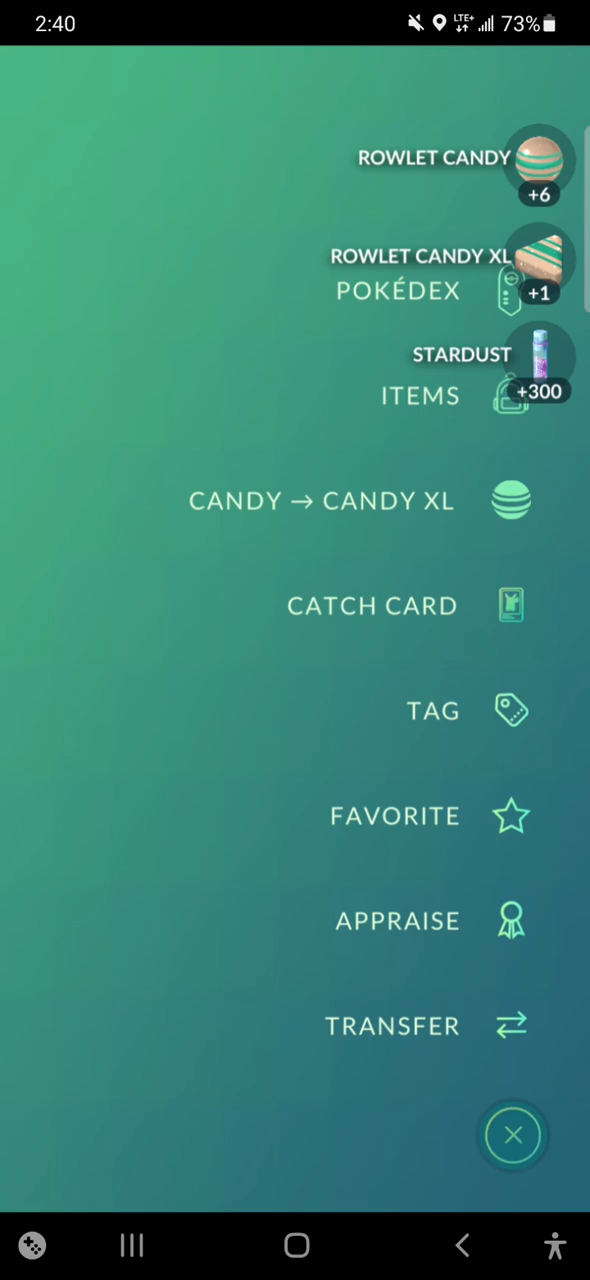 2:40
LTE+
73%
ROWLET CANDY
+6
ROWLET CANDY XL
+1
POKÉDEX
STARDUST
+300
ITEMS
CANDY → CANDY XL
CATCH CARD
TAG
FAVORITE
APPRAISE
TRANSFER